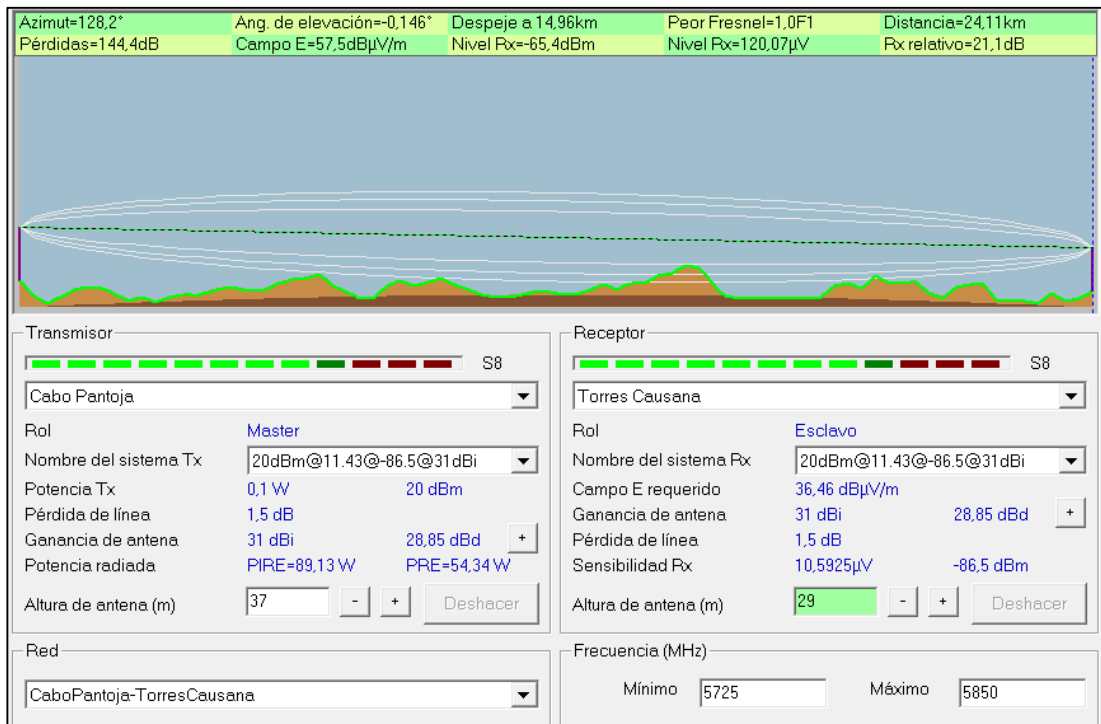 Azimut=128,2° Ang. de elevación=-0,146° Despeje a 14,96km Peor Fresnel=1,0F1 Distancia=24,11km
Pérdidas=144,4dB Campo E=57,5dBµV/m Nivel Rx=-65,4dBm Nivel Rx=120,07µV Rx relativo=21,1dB
Transmisor
S8
Cabo Pantoja
Rol Master
Nombre del sistema Tx 20dBm@11.43@-86.5@31dBi
Potencia Tx 0,1 W 20 dBm
Pérdida de línea 1,5 dB
Ganancia de antena 31 dBi 28,85 dBd +
Potencia radiada PIRE=89,13 W PRE=54,34 W
Altura de antena (m) 37 - + Deshacer
Receptor
S8
Torres Causana
Rol Esclavo
Nombre del sistema Rx 20dBm@11.43@-86.5@31dBi
Campo E requerido 36,46 dBµV/m
Ganancia de antena 31 dBi 28,85 dBd +
Pérdida de línea 1,5 dB
Sensibilidad Rx 10,5925µV -86,5 dBm
Altura de antena (m) 29 - + Deshacer
Red
CaboPantoja-TorresCausana
Frecuencia (MHz)
Mínimo 5725 Máximo 5850